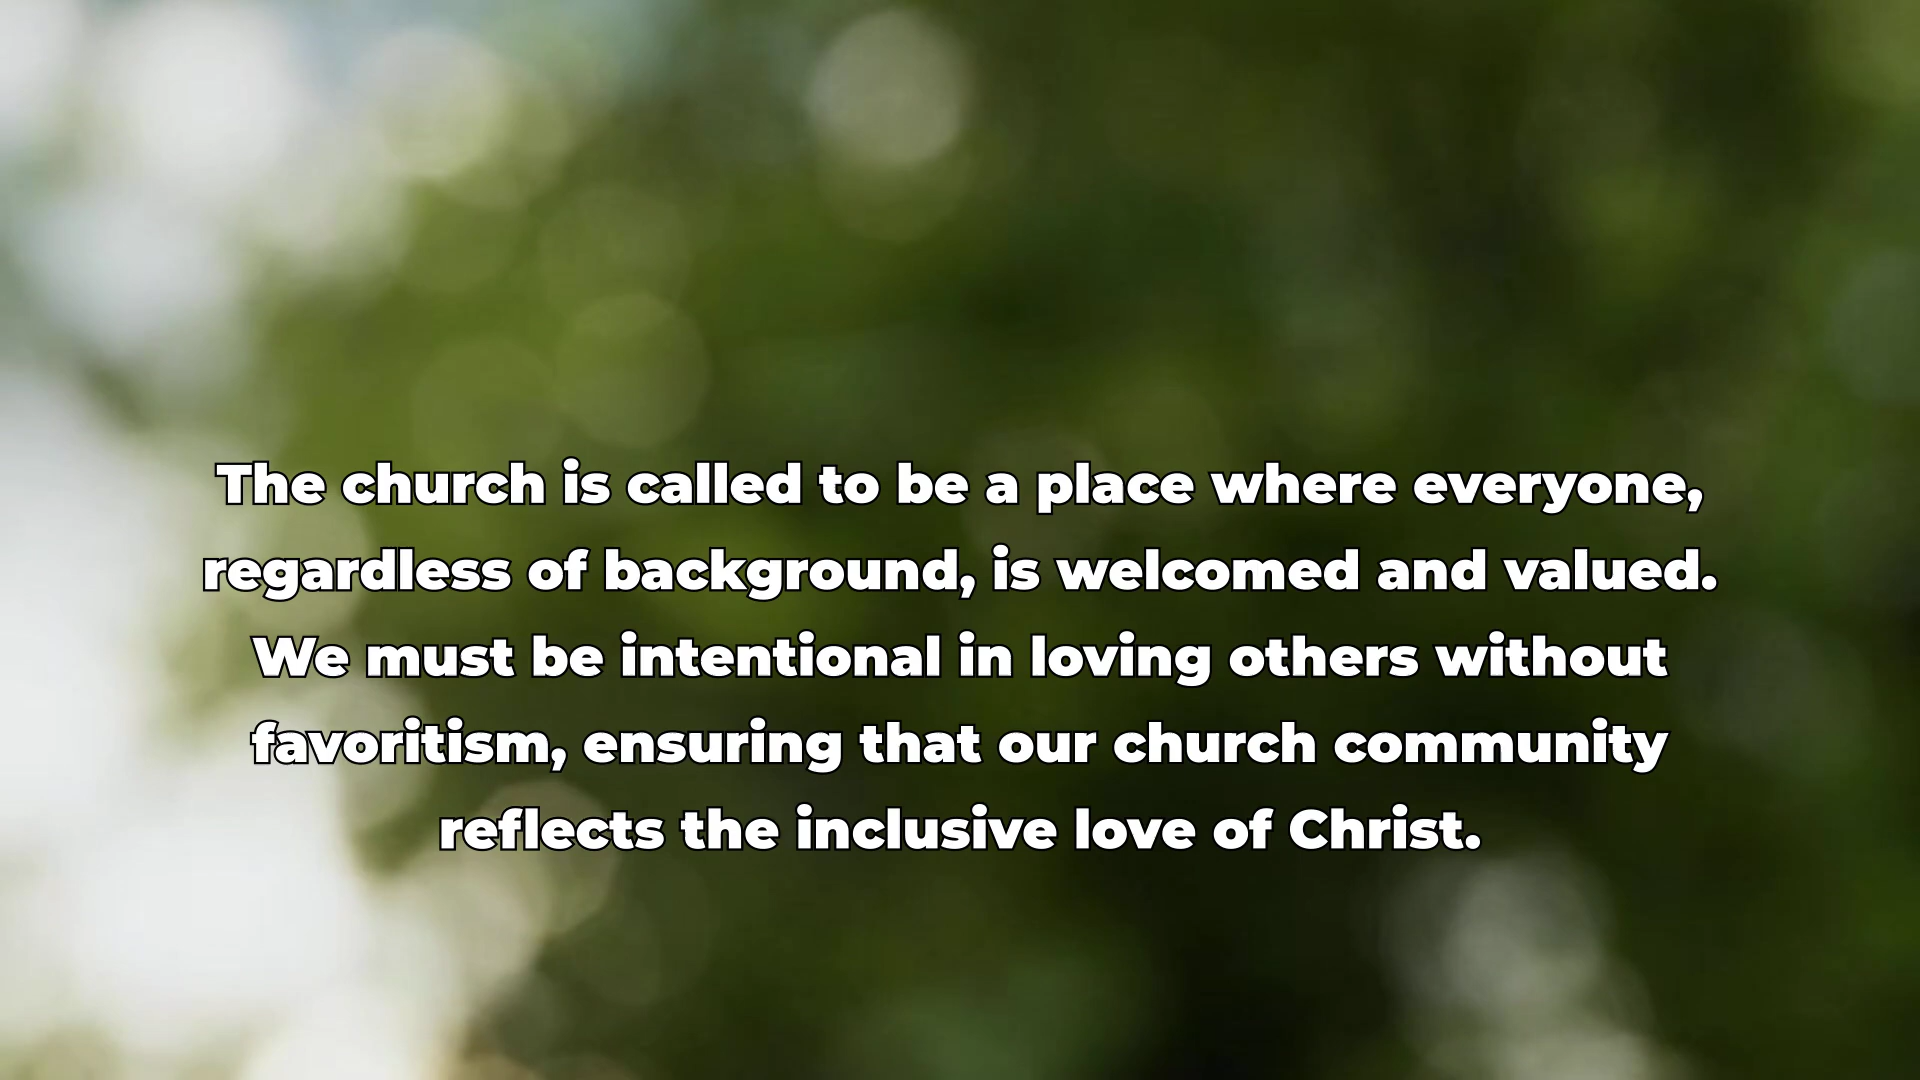 The church is called to be a place where everyone,
regardless of background, is welcomed and valued.
We must be intentional in loving others without
favoritism, ensuring that our church community
reflects the inclusive love of Christ.